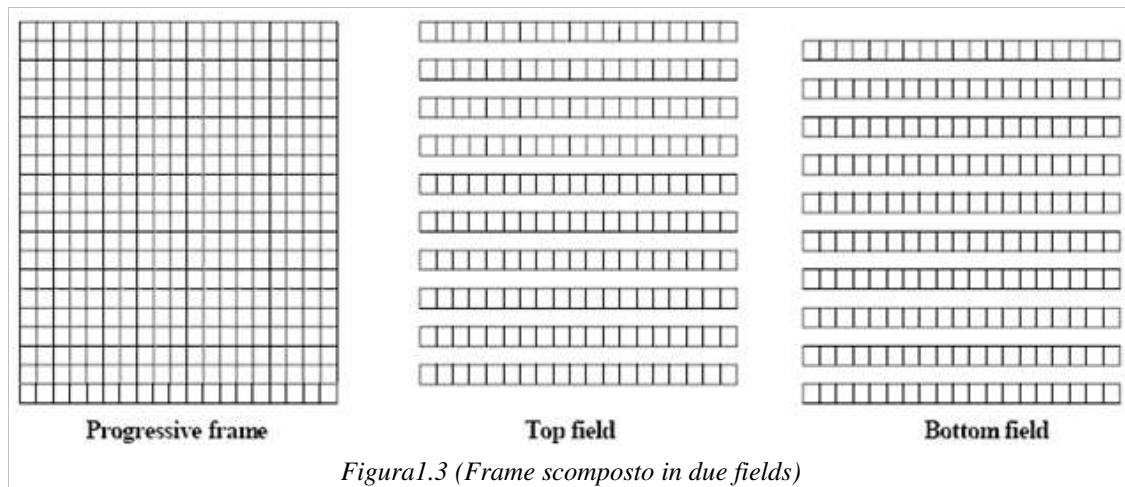 Progressive frame
Top field
Bottom field
Figura1.3 (Frame scomposto in due fields)